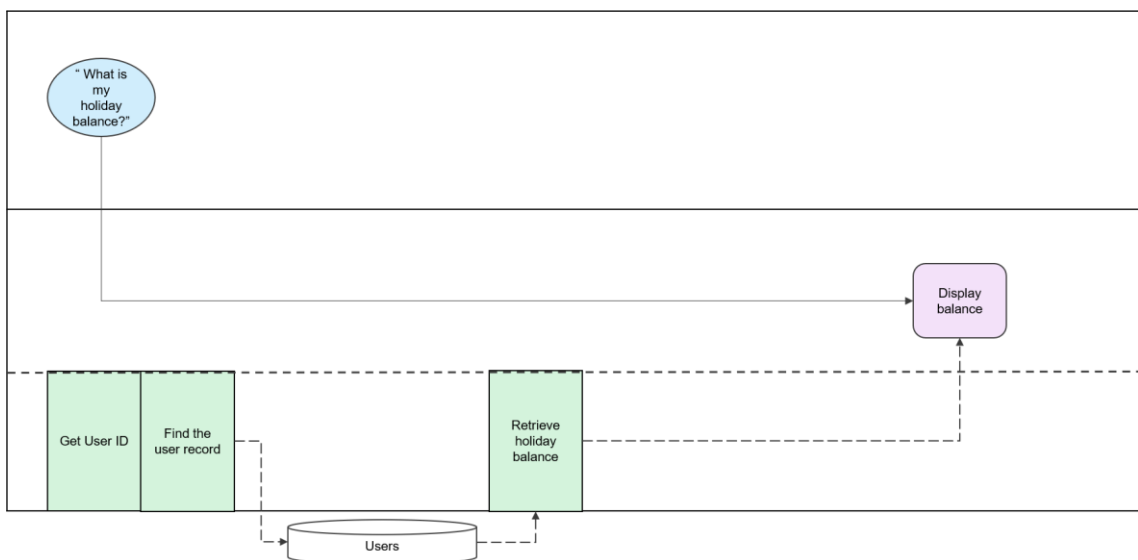 “ What is
my
holiday
balance?”
Display
balance
Get User ID
Find the
user record
Retrieve
holiday
balance
Users